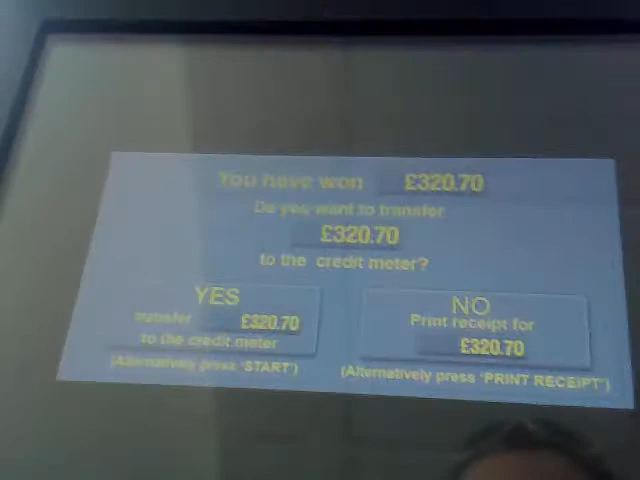 You have won £320.70
Do you want to transfer
£320.70
to the credit meter?
YES
transfer £320.70
to the credit meter
(Alternatively press 'START')
NO
Print receipt for
£320.70
(Alternatively press 'PRINT RECEIPT')